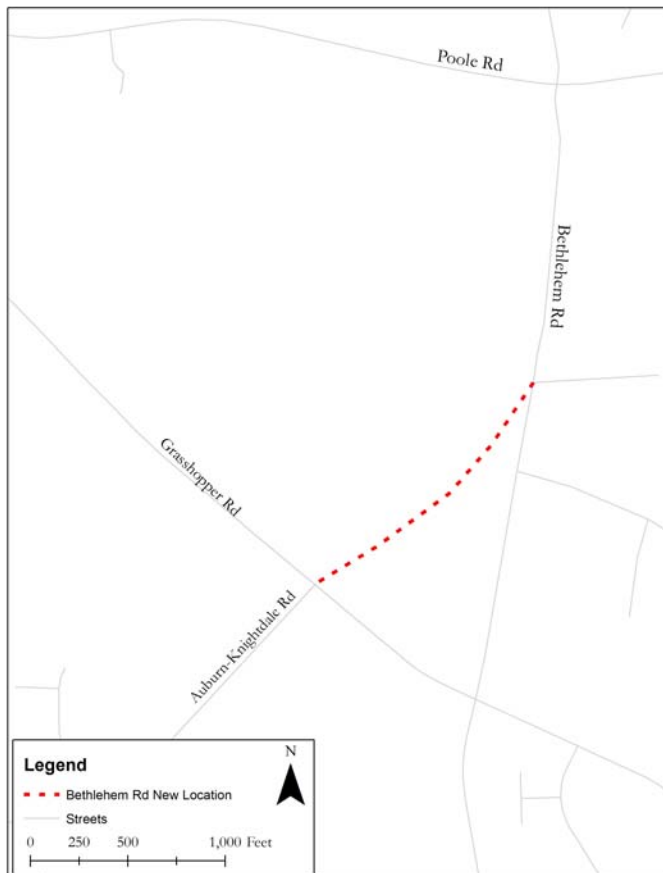 Poole Rd
Bethlehem Rd
Grasshopper Rd
Auburn-Knightdale Rd
N
Legend
Bethlehem Rd New Location
Streets
0 250 500 1,000 Feet